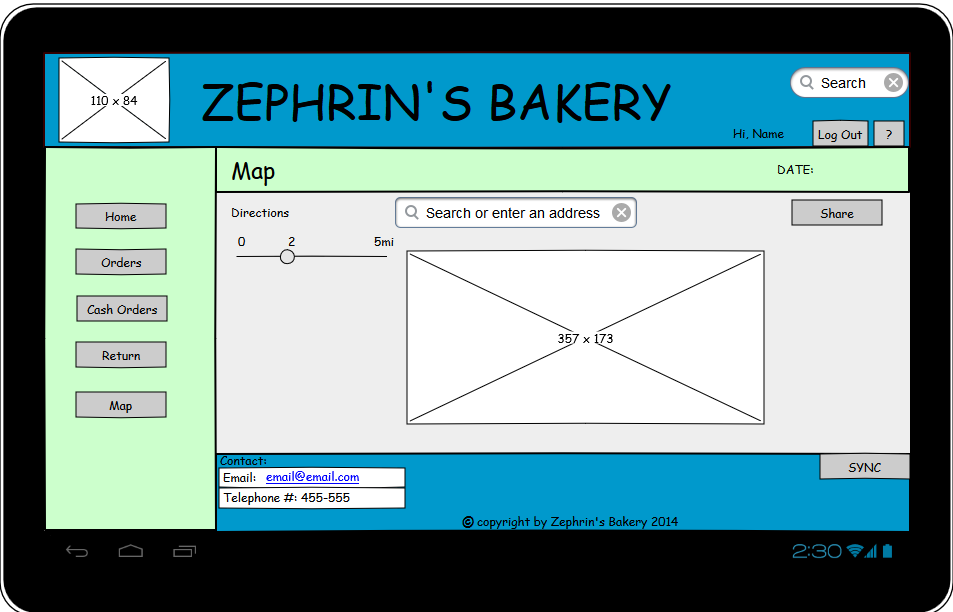 110 x 84
ZEPHRIN'S BAKERY
Search
Hi, Name
Log Out
?
Map
DATE:
Home
Orders
Cash Orders
Return
Map
Directions
Search or enter an address
Share
0 2 5mi
357 x 173
Contact:
Email: email@email.com
Telephone #: 455-555
SYNC
© copyright by Zephrin's Bakery 2014
2:30